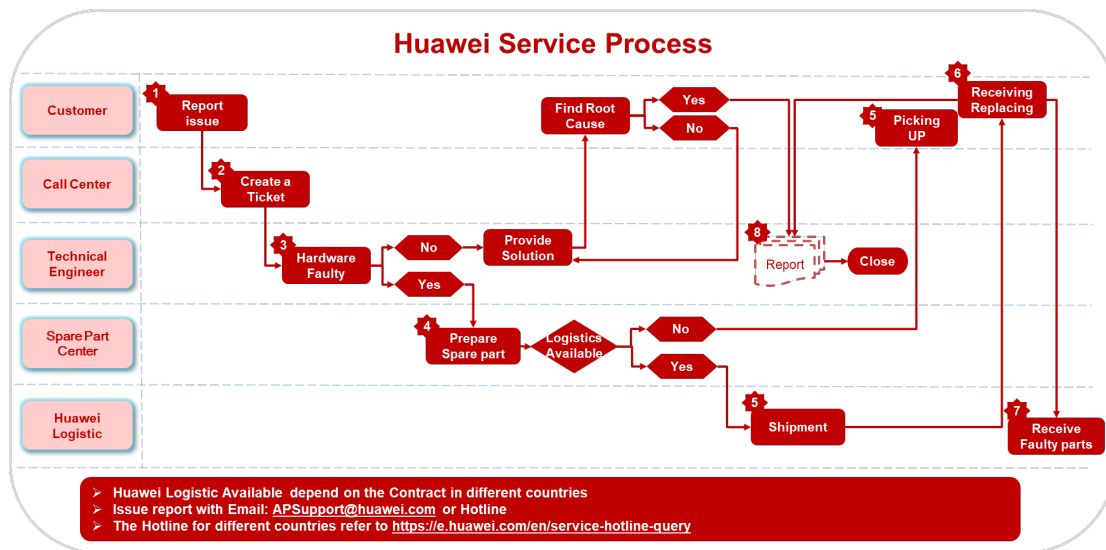 Huawei Service Process
Customer
Call Center
Technical
Engineer
Spare Part
Center
Huawei
Logistic
1
Report
issue
2
Create a
Ticket
3
Hardware
Faulty
No
Yes
Provide
Solution
Find Root
Cause
Yes
No
4
Prepare
Spare part
Logistics
Available
No
Yes
5
Shipment
5
Picking
UP
6
Receiving
Replacing
7
Receive
Faulty parts
8
Report
Close
Huawei Logistic Available depend on the Contract in different countries
Issue report with Email: APSupport@huawei.com or Hotline
The Hotline for different countries refer to https://e.huawei.com/en/service-hotline-query